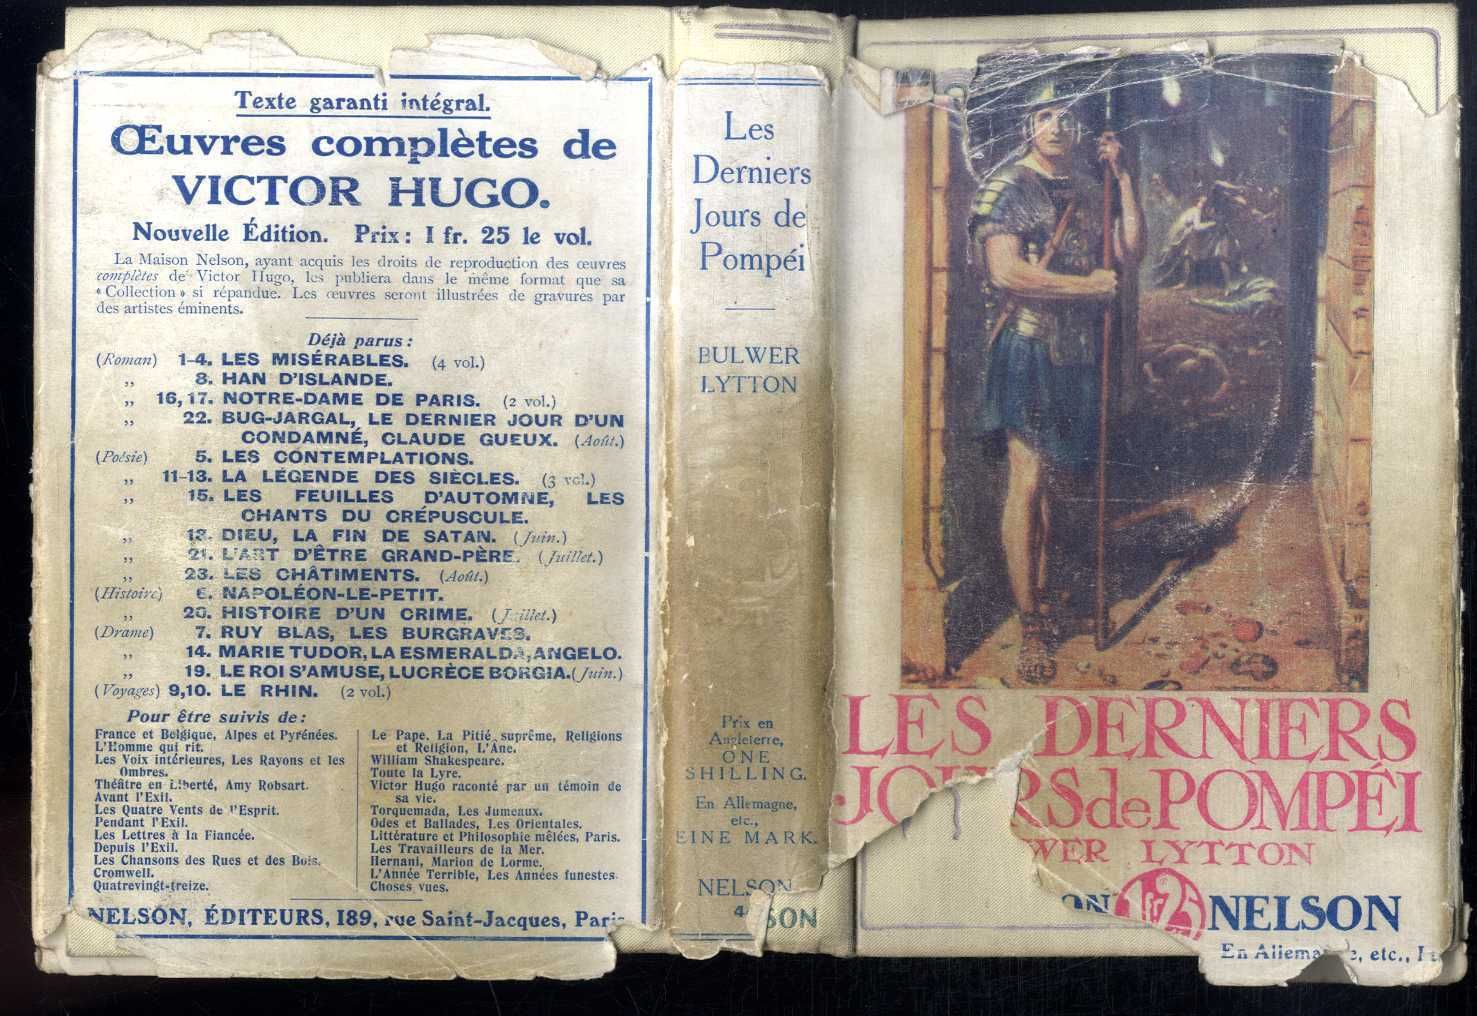 Texte garanti intégral.
Œuvres complètes de
VICTOR HUGO.
Nouvelle Édition. Prix: 1 fr. 25 le vol.
La Maison Nelson, ayant acquis les droits de reproduction des œuvres
complètes de Victor Hugo, les publiera dans le même format que sa
« Collection » si répandue. Les œuvres seront illustrées de gravures par
des artistes éminents.
Déjà parus:
(Roman) 1-4. LES MISÉRABLES. (4 vol.)
„ 8. HAN D'ISLANDE.
„ 16, 17. NOTRE-DAME DE PARIS. (2 vol.)
„ 22. BUG-JARGAL, LE DERNIER JOUR D'UN
CONDAMNÉ, CLAUDE GUEUX. (Août.)
(Poésie) 5. LES CONTEMPLATIONS.
„ 11-13. LA LÉGENDE DES SIÈCLES. (3 vol.)
„ 15. LES FEUILLES D'AUTOMNE, LES
CHANTS DU CRÉPUSCULE.
„ DIEU, LA FIN DE SATAN. (Juin.)
„ 21. L'ART D'ÊTRE GRAND-PÈRE. (Juillet.)
„ 23. LES CHÂTIMENTS. (Août.)
(Histoire) 6. NAPOLÉON-LE-PETIT.
„ 20. HISTOIRE D'UN CRIME. (Juillet.)
(Drame) 7. RUY BLAS, LES BURGRAVES.
„ 14. MARIE TUDOR, LA ESMERALDA, ANGELO.
„ 19. LE ROI S'AMUSE, LUCRÈCE BORGIA. (Juin.)
(Voyages) 9, 10. LE RHIN. (2 vol.)
Pour être suivis de:
France et Belgique, Alpes et Pyrénées.
L'Homme qui rit.
Les Voix intérieures, Les Rayons et les
Ombres.
Théâtre en Liberté, Amy Robsart.
Avant l'Exil.
Les Quatre Vents de l'Esprit.
Pendant l'Exil.
Les Lettres à la Fiancée.
Depuis l'Exil.
Les Chansons des Rues et des Bois.
Cromwell.
Quatrevingt-treize.
Le Pape, La Pitié suprême, Religions
et Religion, L'Âne.
William Shakespeare.
Toute la Lyre.
Victor Hugo raconté par un témoin de
sa vie.
Torquemada, Les Jumeaux.
Odes et Ballades, Les Orientales.
Littérature et Philosophie mêlées, Paris.
Les Travailleurs de la Mer.
Hernani, Marion de Lorme.
L'Année Terrible, Les Années funestes.
Choses vues.
NELSON, ÉDITEURS, 189, rue Saint-Jacques, Paris
Les
Derniers
Jours de
Pompéi
BULWER
LYTTON
Prix en
Angleterre,
ONE
SHILLING.
En Allemagne,
etc.,
EINE MARK.
NELSON
SON
LES DERNIERS
JOURS de POMPÉI
WER LYTTON
ON NELSON
En Allemagne, etc., 1